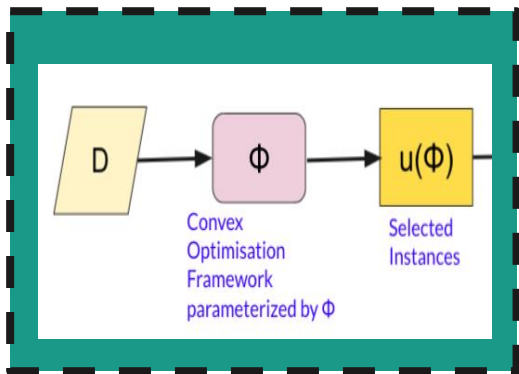 D
Φ
u(Φ)
Convex
Optimisation
Framework
parameterized by Φ
Selected
Instances